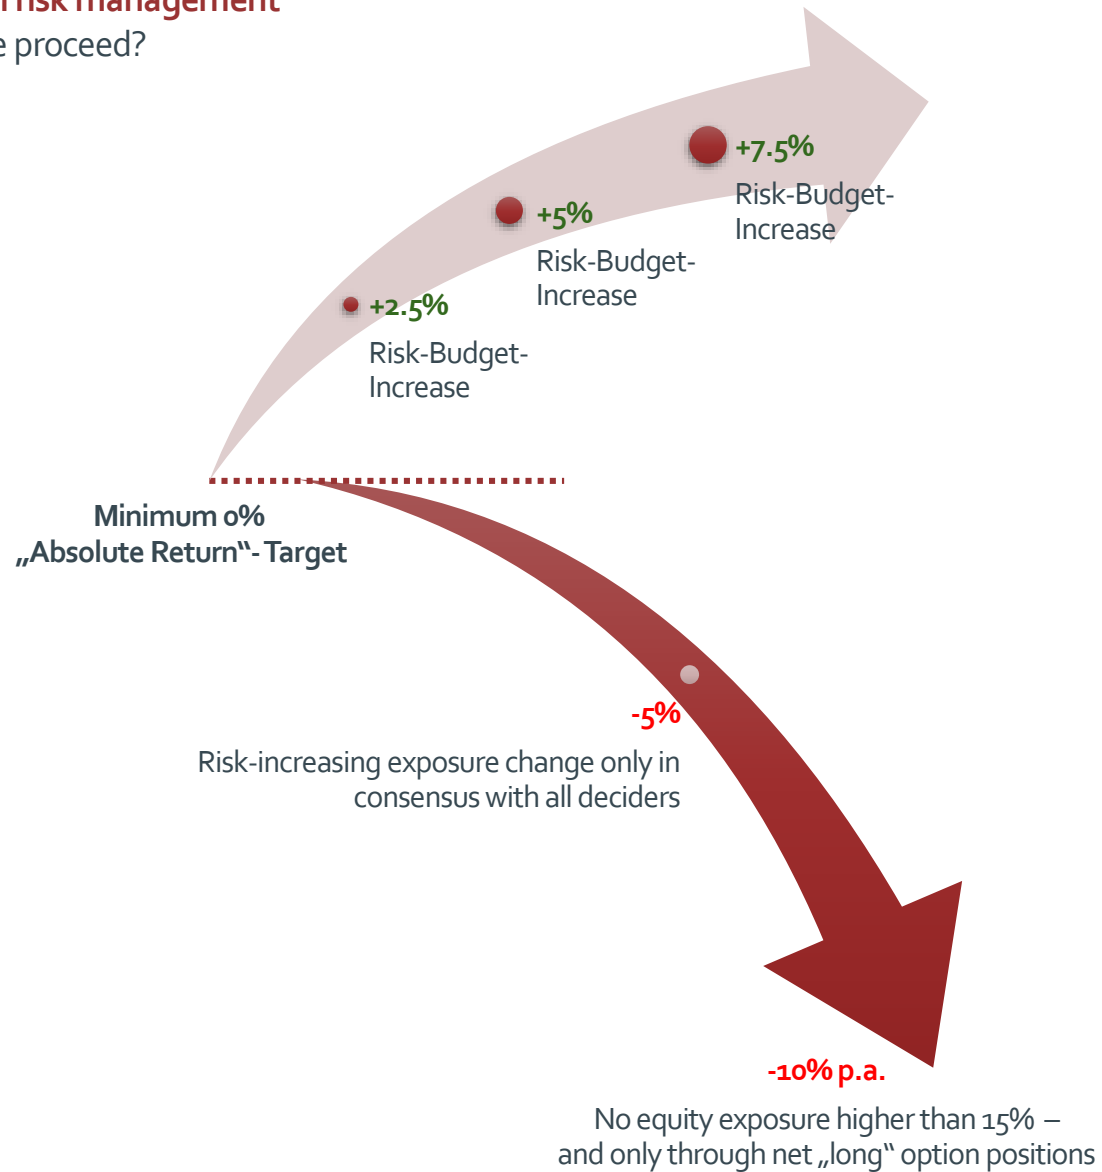 risk management
e proceed?
+7.5%
Risk-Budget-
Increase
+5%
Risk-Budget-
Increase
+2.5%
Risk-Budget-
Increase
Minimum 0%
„Absolute Return“- Target
-5%
Risk-increasing exposure change only in
consensus with all deciders
-10% p.a.
No equity exposure higher than 15% –
and only through net „long“ option positions